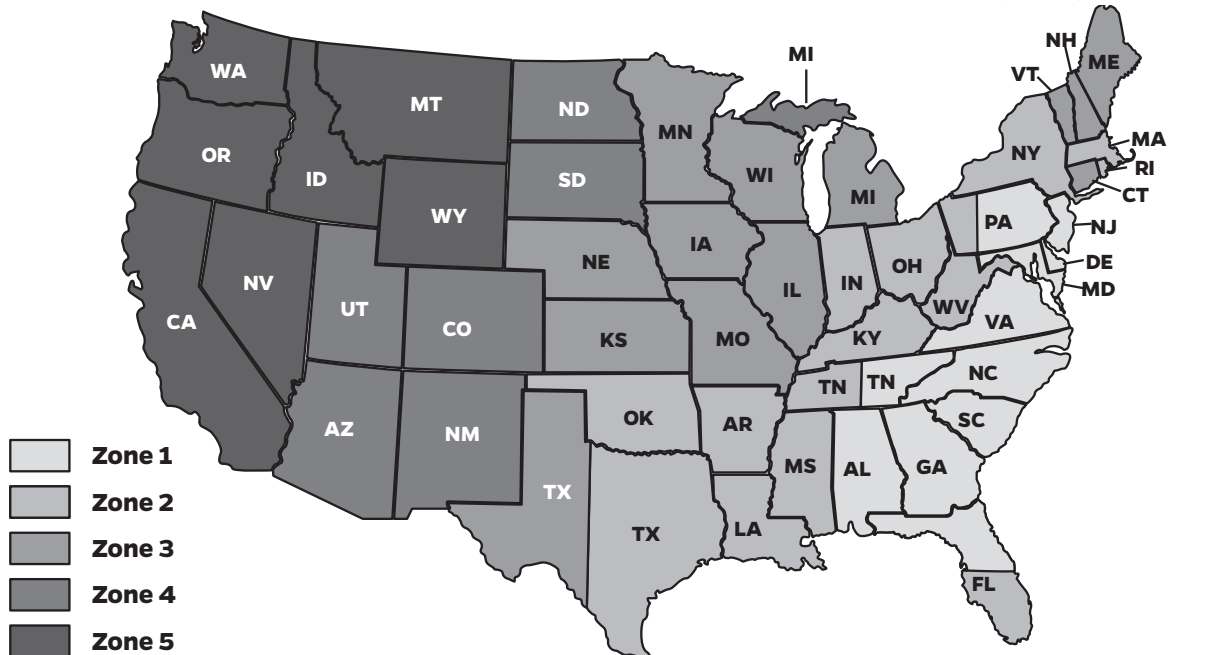 MI
NH
ME
VT
WA
MT
ND
MN
MA
OR
ID
SD
WI
NY
RI
MI
CT
WY
PA
NJ
IA
NE
OH
DE
NV
IL
IN
MD
UT
WV
CA
CO
VA
KS
MO
KY
NC
TN
TN
OK
AR
SC
AZ
NM
MS
AL
GA
Zone 1
TX
Zone 2
LA
TX
Zone 3
FL
Zone 4
Zone 5